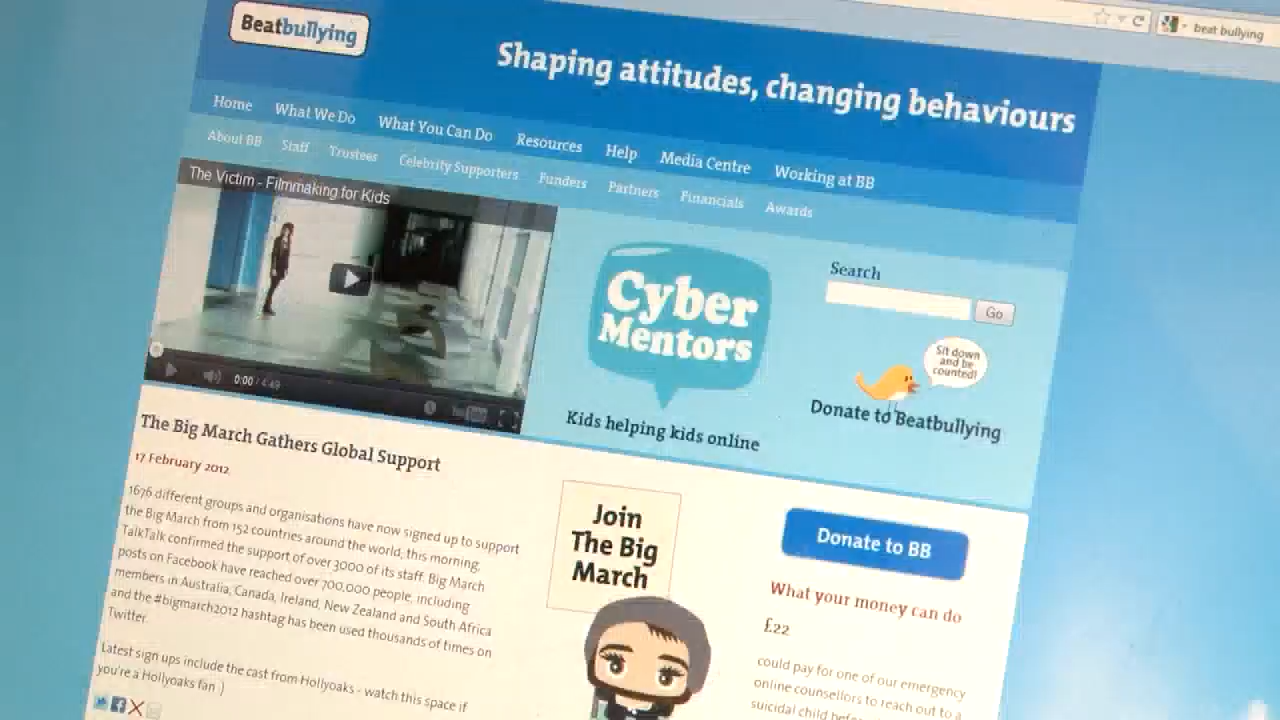 beat bullying
Beatbullying
Shaping attitudes, changing behaviours
Home What We Do What You Can Do Resources Help Media Centre Working at BB
About BB Staff Trustees Celebrity Supporters Funders Partners Financials Awards
The Victim - Filmmaking for Kids
0:00 / 4:49
Cyber
Mentors
Kids helping kids online
Search
Go
Sit down
and be
counted!
Donate to Beatbullying
The Big March Gathers Global Support
17 February 2012
1676 different groups and organisations have now signed up to support
the Big March from 152 countries around the world; this morning,
TalkTalk confirmed the support of over 3000 of its staff. Big March
posts on Facebook have reached over 700,000 people, including
members in Australia, Canada, Ireland, New Zealand and South Africa
and the #bigmarch2012 hashtag has been used thousands of times on
Twitter.
Latest sign ups include the cast from Hollyoaks - watch this space if
you're a Hollyoaks fan :)
Join
The Big
March
Donate to BB
What your money can do
£22
could pay for one of our emergency
online counsellors to reach out to a
suicidal child